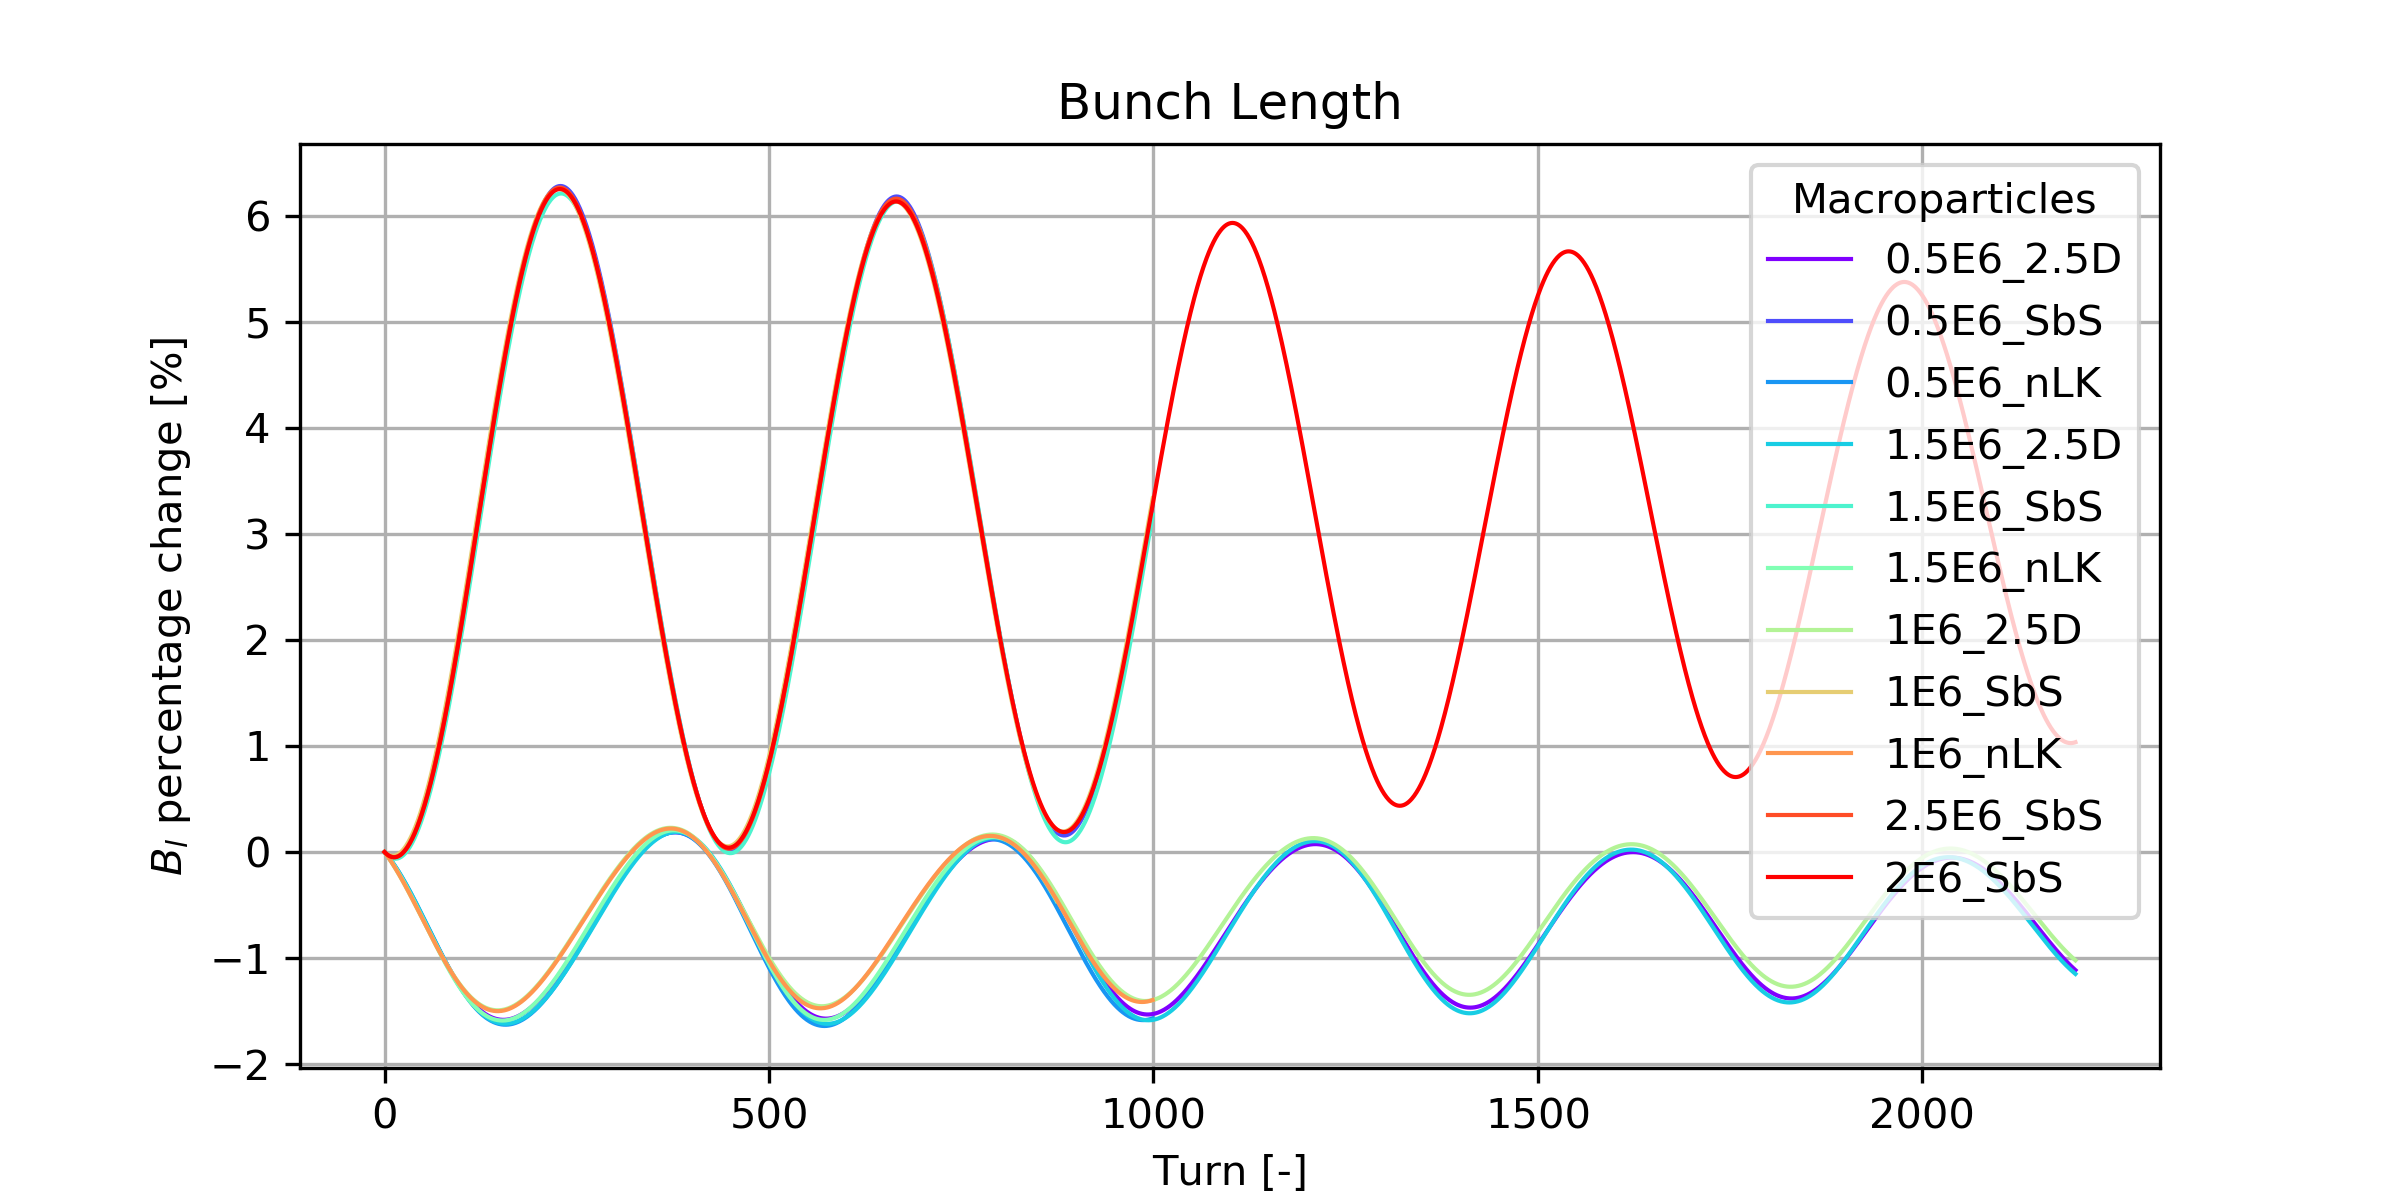 Bunch Length
B_l percentage change [%]
6
5
4
3
2
1
0
−1
−2
0 500 1000 1500 2000
Turn [-]
Macroparticles
0.5E6_2.5D
0.5E6_SbS
0.5E6_nLK
1.5E6_2.5D
1.5E6_SbS
1.5E6_nLK
1E6_2.5D
1E6_SbS
1E6_nLK
2.5E6_SbS
2E6_SbS